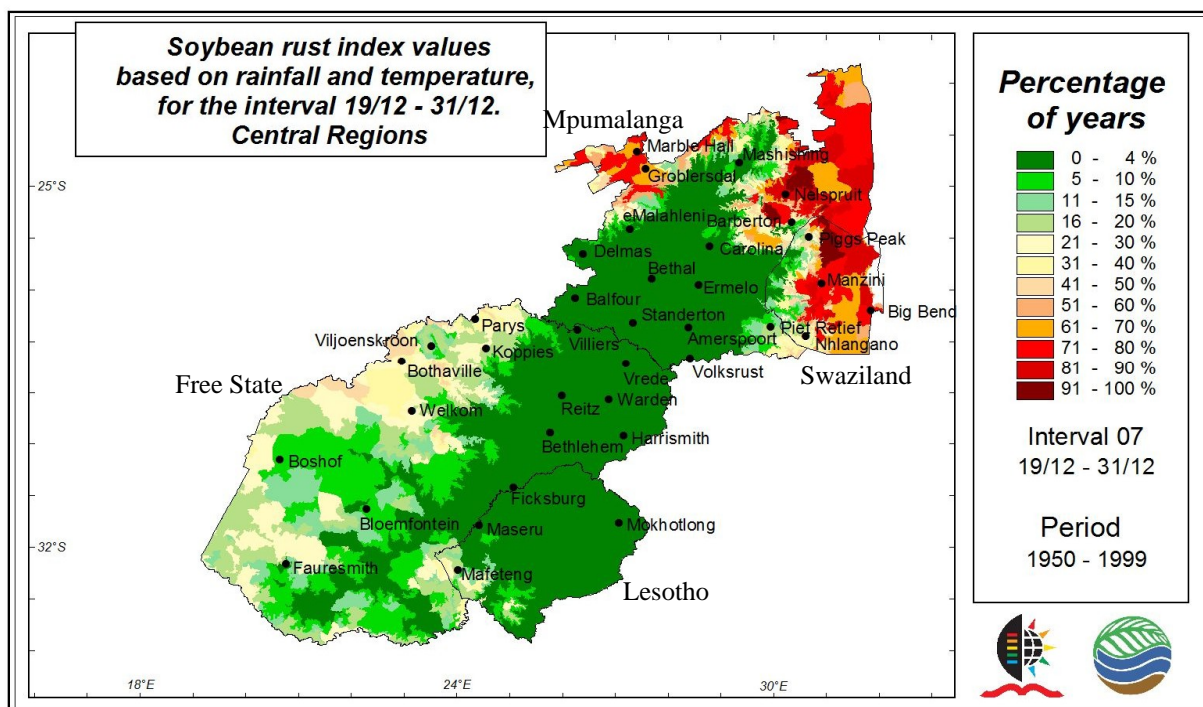 Soybean rust index values
based on rainfall and temperature,
for the interval 19/12 - 31/12.
Central Regions
Mpumalanga
Marble Hall
Mashishing
Groblersdal
25°S
Nelspruit
eMalahleni
Barberton
Piggs Peak
Carolina
Delmas
Bethal
Manzini
Ermelo
Balfour
Big Bend
Standerton
Parys
Piet Retief
Viljoenskroon
Villiers
Amerspoort
Nhlangano
Koppies
Volksrust
Bothaville
Vrede
Swaziland
Free State
Welkom
Reitz
Warden
Bethlehem
Harrismith
Boshof
Ficksburg
Bloemfontein
Maseru
Mokhotlong
32°S
Fauresmith
Mafeteng
Lesotho
18°E
24°E
30°E
Percentage
of years
0 - 4 %
5 - 10 %
11 - 15 %
16 - 20 %
21 - 30 %
31 - 40 %
41 - 50 %
51 - 60 %
61 - 70 %
71 - 80 %
81 - 90 %
91 - 100 %
Interval 07
19/12 - 31/12
Period
1950 - 1999